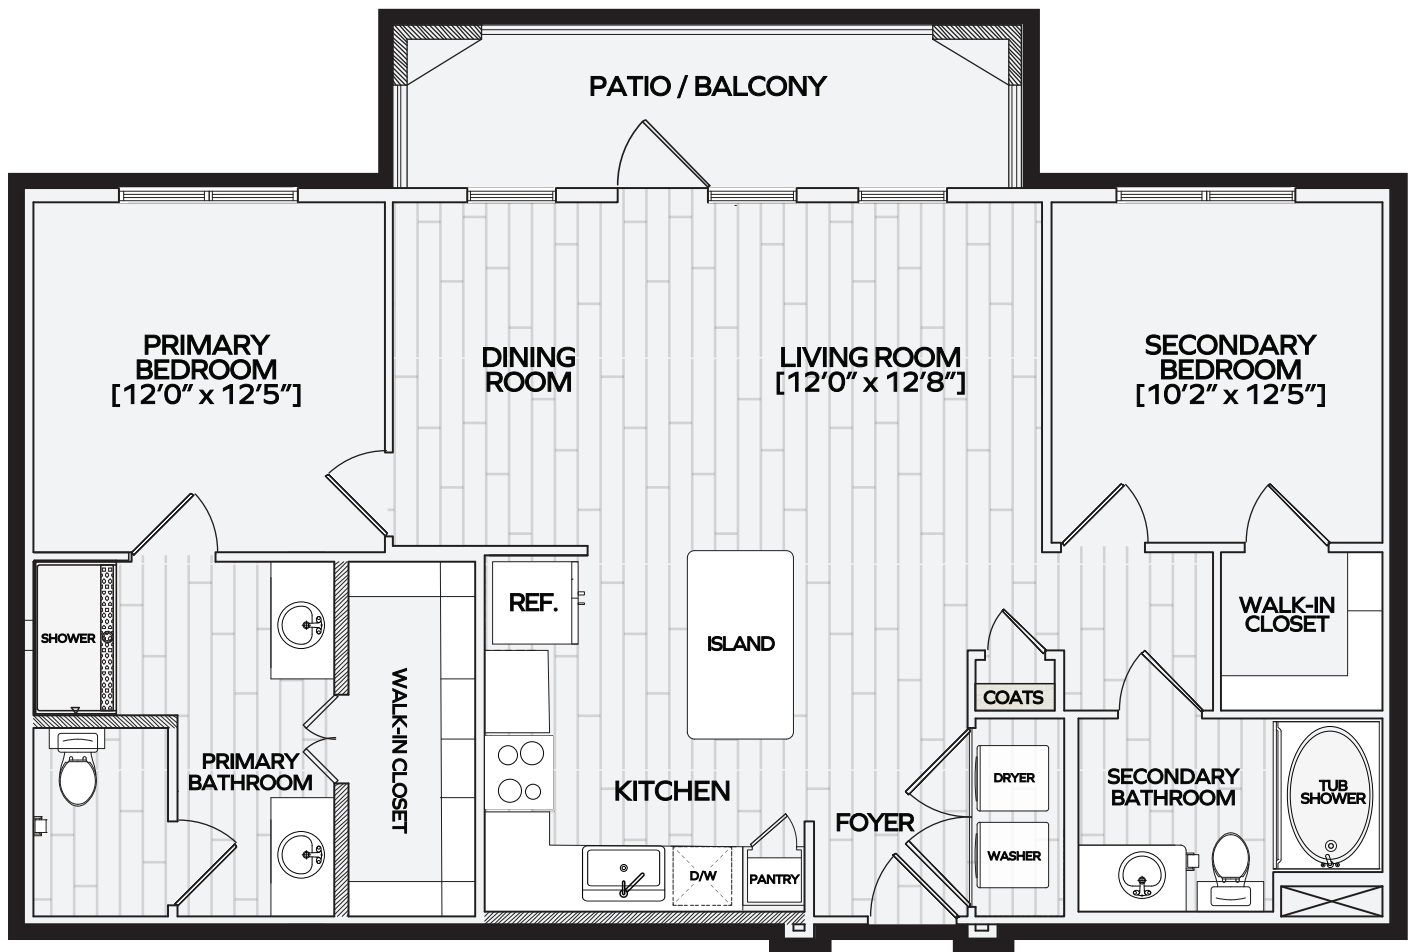 PATIO / BALCONY
PRIMARY
BEDROOM
[12'0" x 12'5"]
DINING
ROOM
LIVING ROOM
[12'0" x 12'8"]
SECONDARY
BEDROOM
[10'2" x 12'5"]
REF.
WALK-IN
CLOSET
SHOWER
ISLAND
WALK-IN CLOSET
COATS
PRIMARY
BATHROOM
KITCHEN
DRYER
SECONDARY
BATHROOM
TUB
SHOWER
FOYER
WASHER
D/W
PANTRY